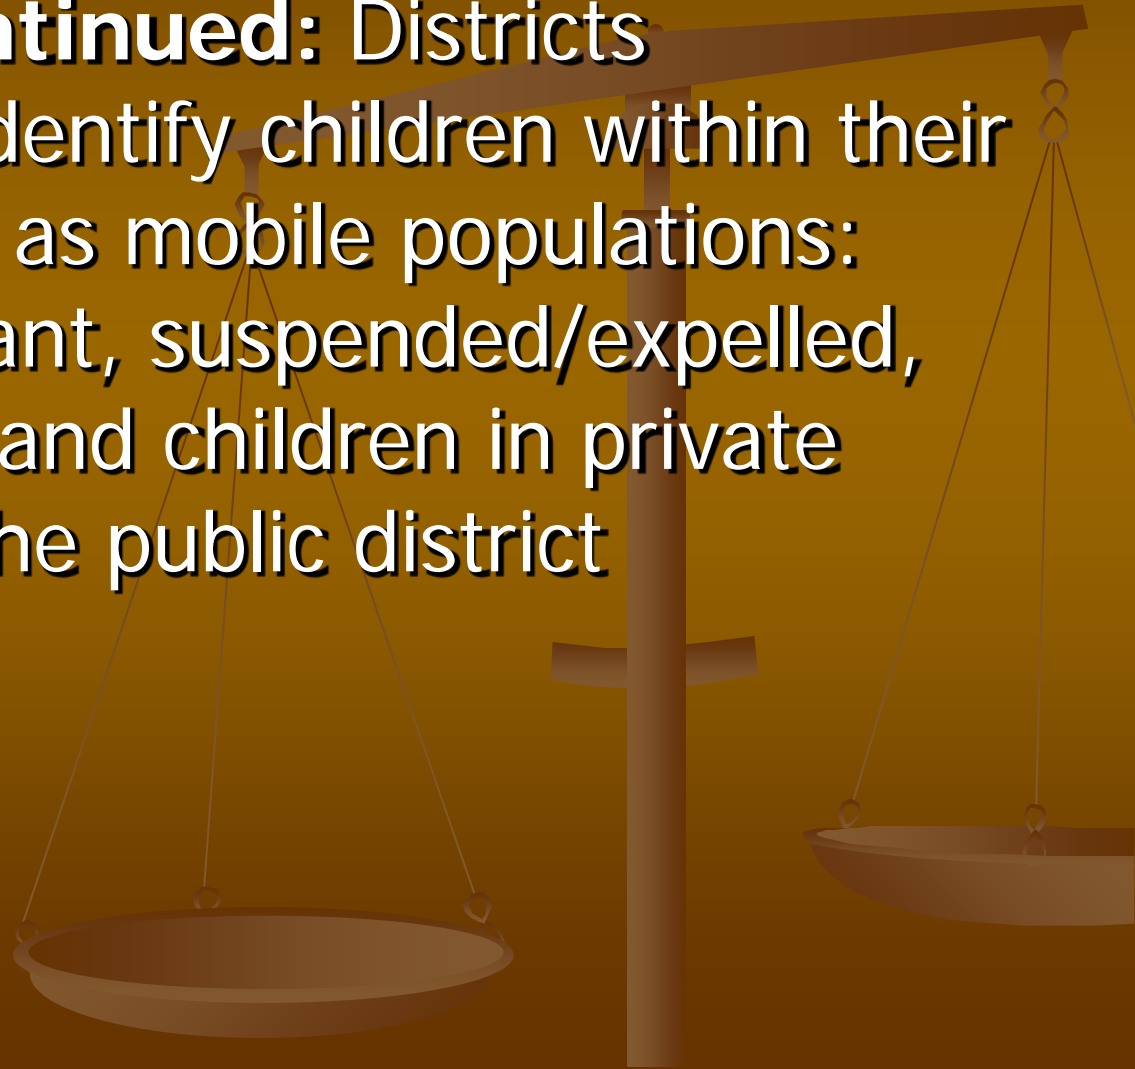 ntinued: Districts
dentify children within their
as mobile populations:
ant, suspended/expelled,
and children in private
he public district